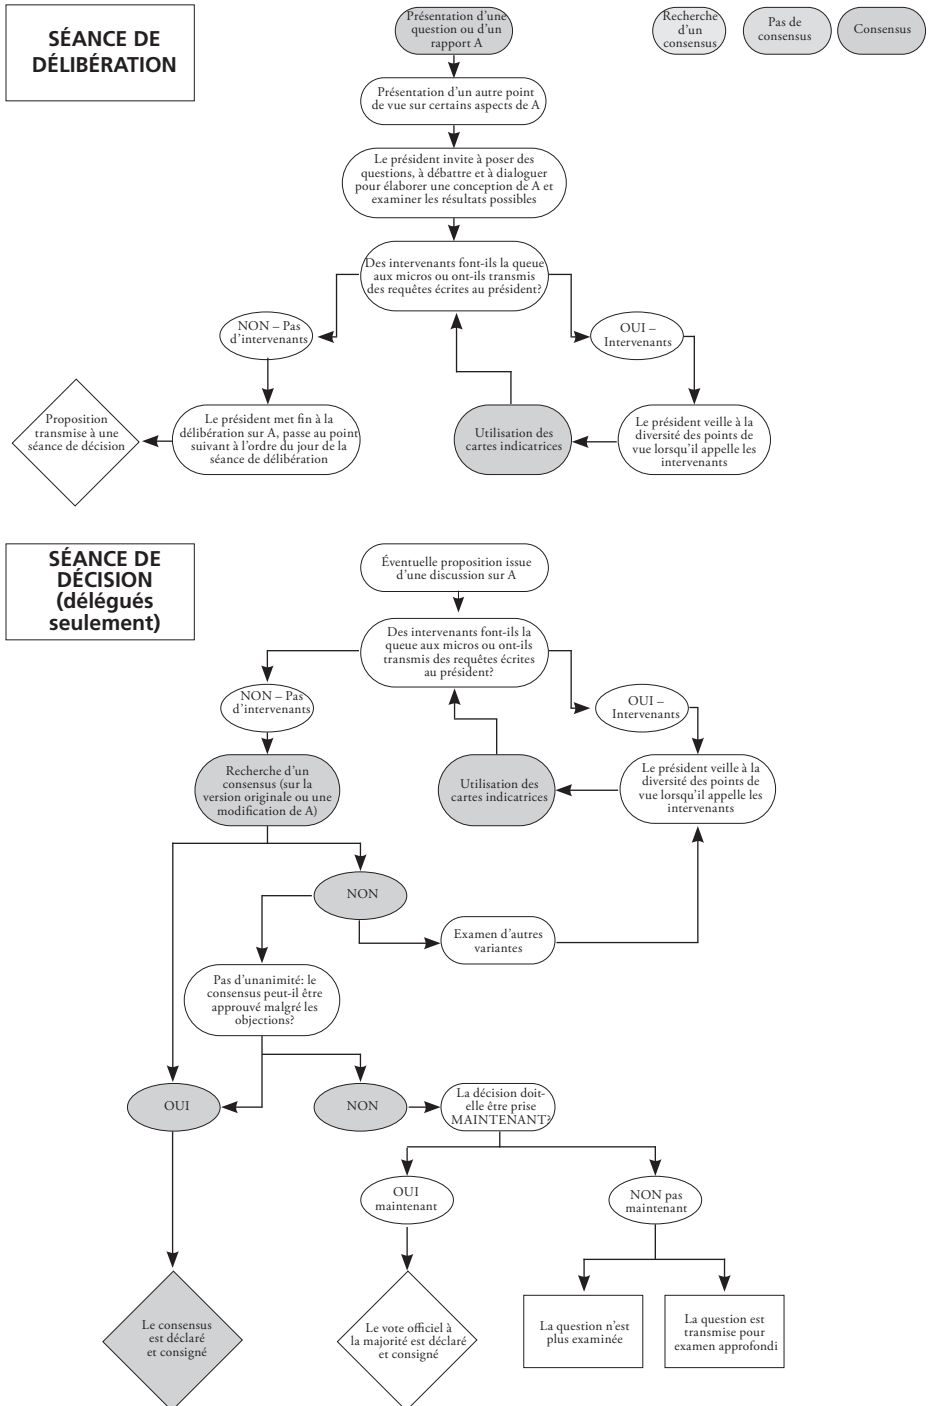 SÉANCE DE
DÉLIBÉRATION
Présentation d'une
question ou d'un
rapport A
Recherche
d'un
consensus
Pas de
consensus
Consensus
Présentation d'un autre point
de vue sur certains aspects de A
Le président invite à poser des
questions, à débattre et à dialoguer
pour élaborer une conception de A et
examiner les résultats possibles
Des intervenants font-ils la queue
aux micros ou ont-ils transmis
des requêtes écrites au président?
NON – Pas
d'intervenants
OUI –
Intervenants
Proposition
transmise à une
séance de décision
Le président met fin à la
délibération sur A, passe au point
suivant à l'ordre du jour de la
séance de délibération
Utilisation des
cartes indicatrices
Le président veille à la
diversité des points de
vue lorsqu'il appelle les
intervenants
SÉANCE DE
DÉCISION
(délégués
seulement)
Éventuelle proposition issue
d'une discussion sur A
Des intervenants font-ils la
queue aux micros ou ont-ils
transmis des requêtes écrites
au président?
NON – Pas
d'intervenants
OUI –
Intervenants
Recherche d'un
consensus (sur la
version originale ou une
modification de A)
Utilisation des
cartes indicatrices
Le président veille à la
diversité des points de
vue lorsqu'il appelle les
intervenants
NON
Examen d'autres
variantes
Pas d'unanimité: le
consensus peut-il être
approuvé malgré les
objections?
OUI
NON
La décision doit-
elle être prise
MAINTENANT?
OUI
maintenant
NON pas
maintenant
Le consensus
est déclaré
et consigné
Le vote officiel à
la majorité est déclaré
et consigné
La question n'est
plus examinée
La question est
transmise pour
examen approfondi